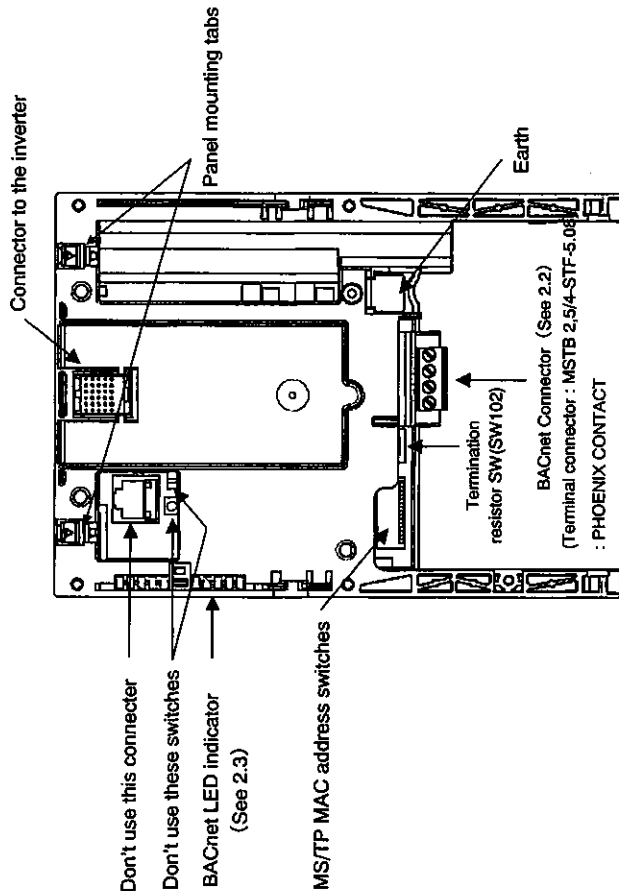 Connector to the inverter
Panel mounting tabs
Don't use this connecter
Don't use these switches
BACnet LED indicator
(See 2.3)
MS/TP MAC address switches
Termination
resistor SW(SW102)
Earth
BACnet Connector (See 2.2)
(Terminal connector : MSTB 2,5/4-STF-5.08
: PHOENIX CONTACT